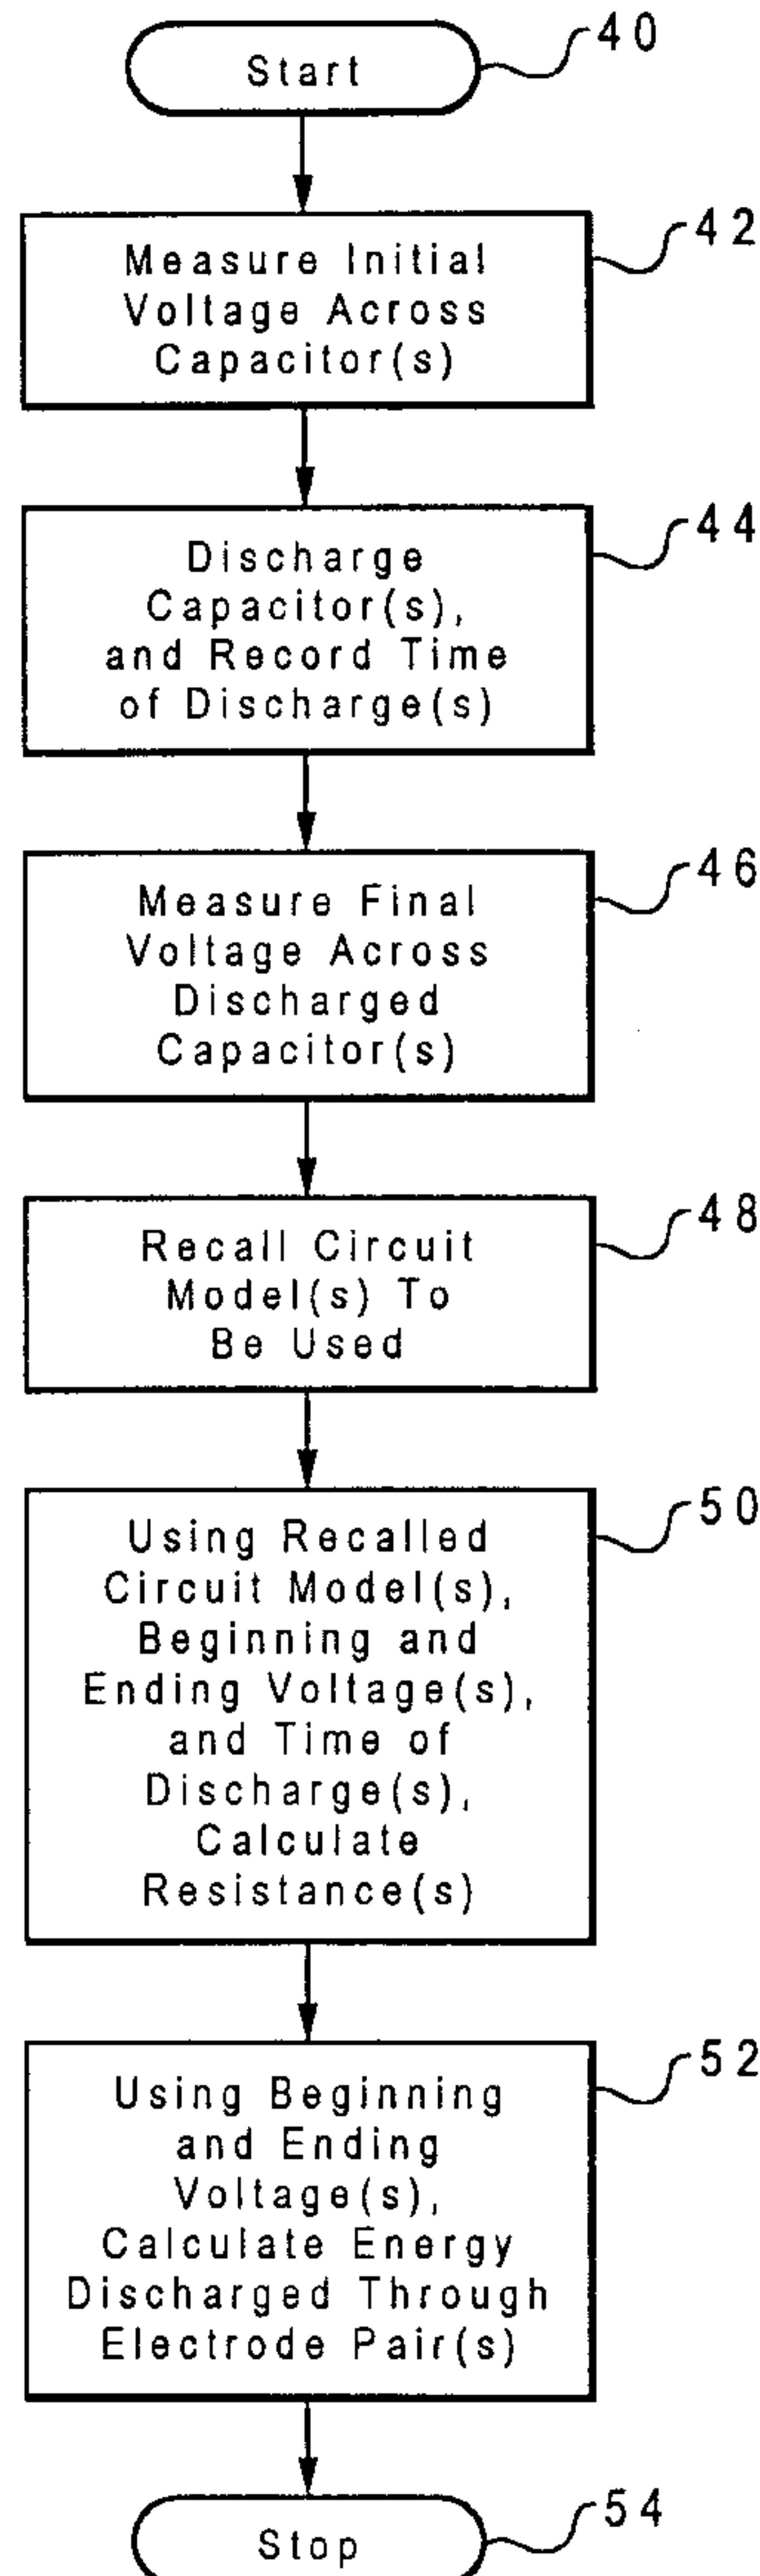 Start
40
Measure Initial
Voltage Across
Capacitor(s)
42
Discharge
Capacitor(s),
and Record Time
of Discharge(s)
44
Measure Final
Voltage Across
Discharged
Capacitor(s)
46
Recall Circuit
Model(s) To
Be Used
48
Using Recalled
Circuit Model(s),
Beginning and
Ending Voltage(s),
and Time of
Discharge(s),
Calculate
Resistance(s)
50
Using Beginning
and Ending
Voltage(s),
Calculate Energy
Discharged Through
Electrode Pair(s)
52
Stop
54